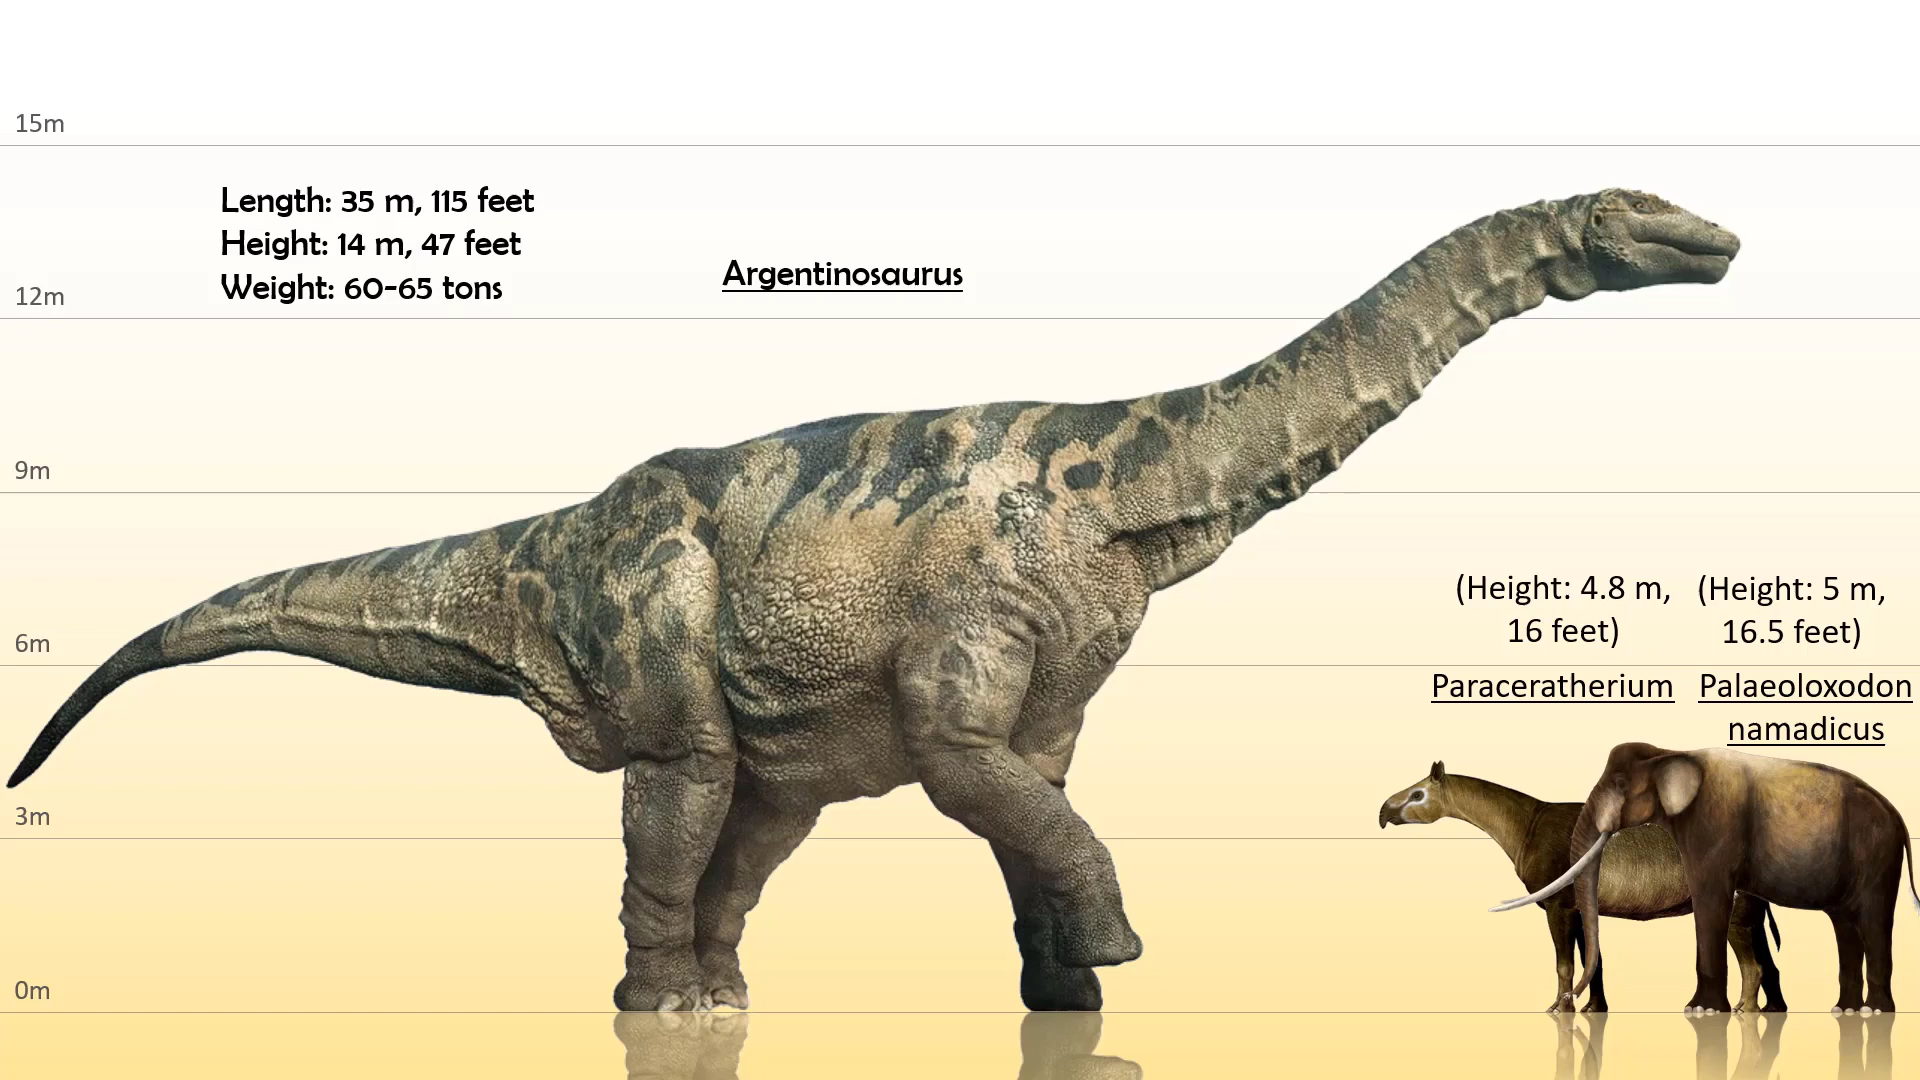 15m
Length: 35 m, 115 feet
Height: 14 m, 47 feet
Weight: 60-65 tons
Argentinosaurus
12m
9m
(Height: 4.8 m,
16 feet)
Paraceratherium
(Height: 5 m,
16.5 feet)
Palaeoloxodon
namadicus
6m
3m
0m